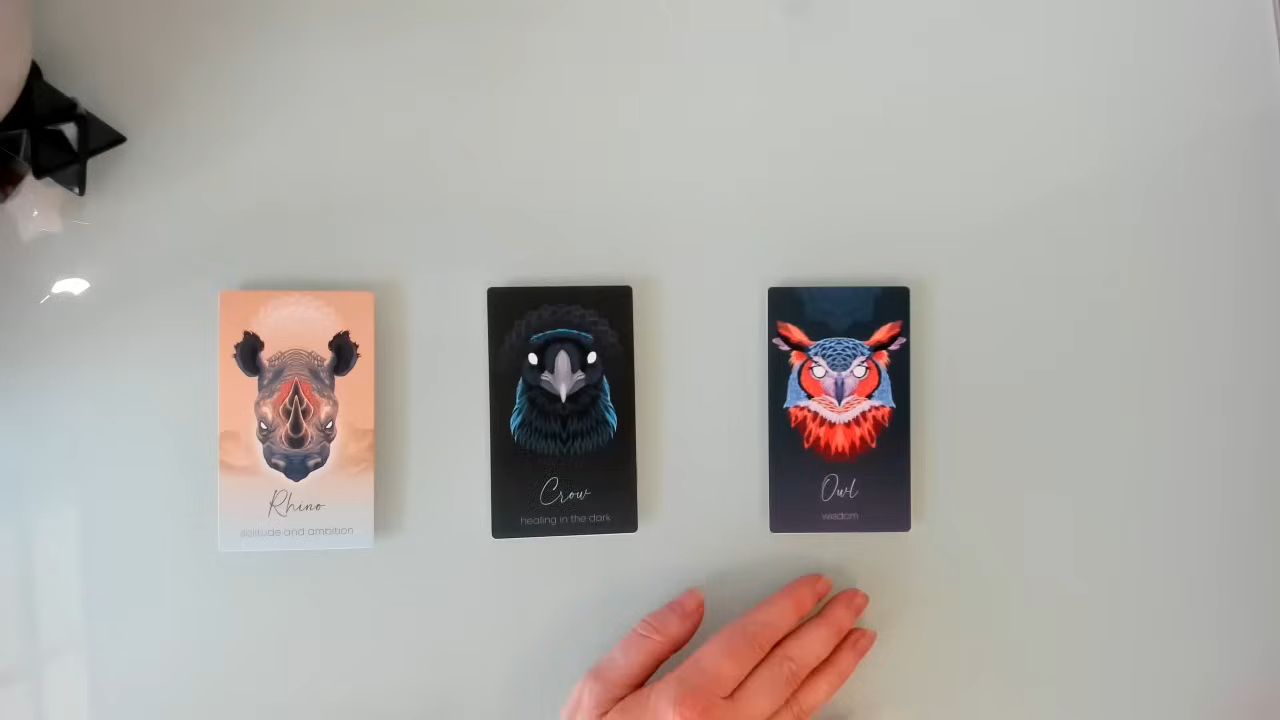 Rhino
solitude and ambition
Crow
healing in the dark
Owl
wisdom